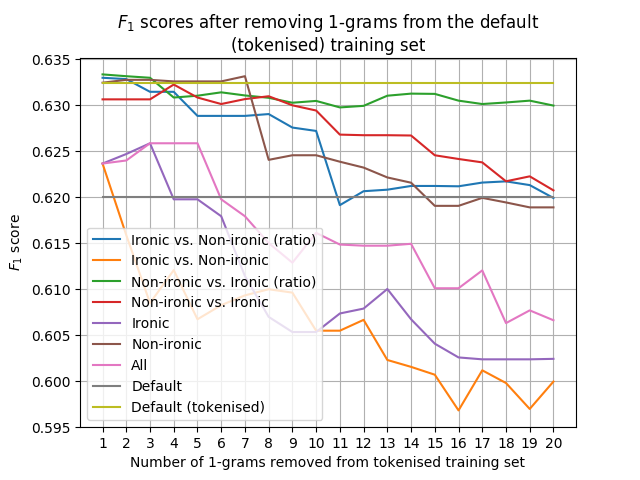 F₁ scores after removing 1-grams from the default
(tokenised) training set
F₁ score
0.635
0.630
0.625
0.620
0.615
0.610
0.605
0.600
0.595
Ironic vs. Non-ironic (ratio)
Ironic vs. Non-ironic
Non-ironic vs. Ironic (ratio)
Non-ironic vs. Ironic
Ironic
Non-ironic
All
Default
Default (tokenised)
1 2 3 4 5 6 7 8 9 10 11 12 13 14 15 16 17 18 19 20
Number of 1-grams removed from tokenised training set